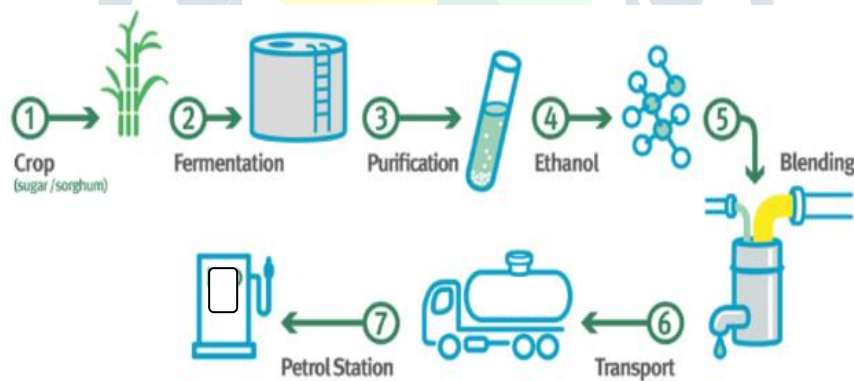 1
Crop
(sugar/sorghum)
2
Fermentation
3
Purification
4
Ethanol
5
Blending
6
Transport
7
Petrol Station